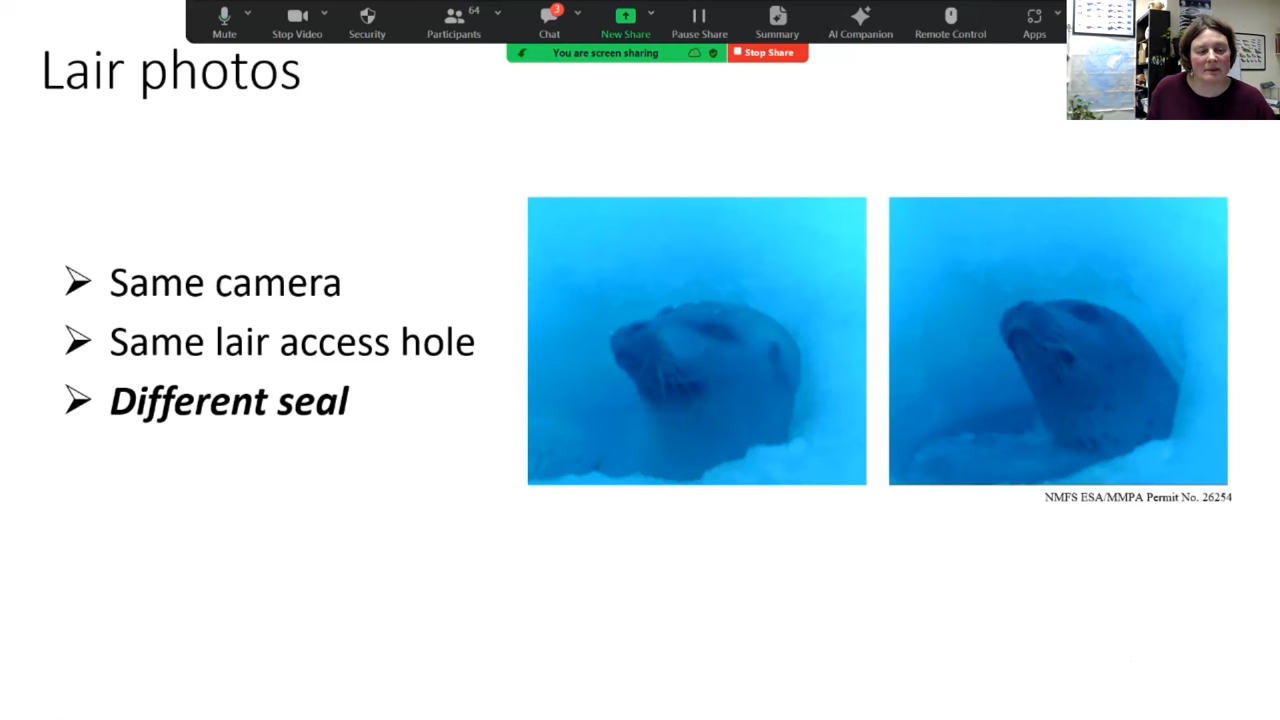 Mute
Stop Video
Security
64
Participants
3
Chat
New Share
Pause Share
Summary
AI Companion
Remote Control
Apps
You are screen sharing
Stop Share
Lair photos
Same camera
Same lair access hole
Different seal
NMFS ESA/MMPA Permit No. 26254